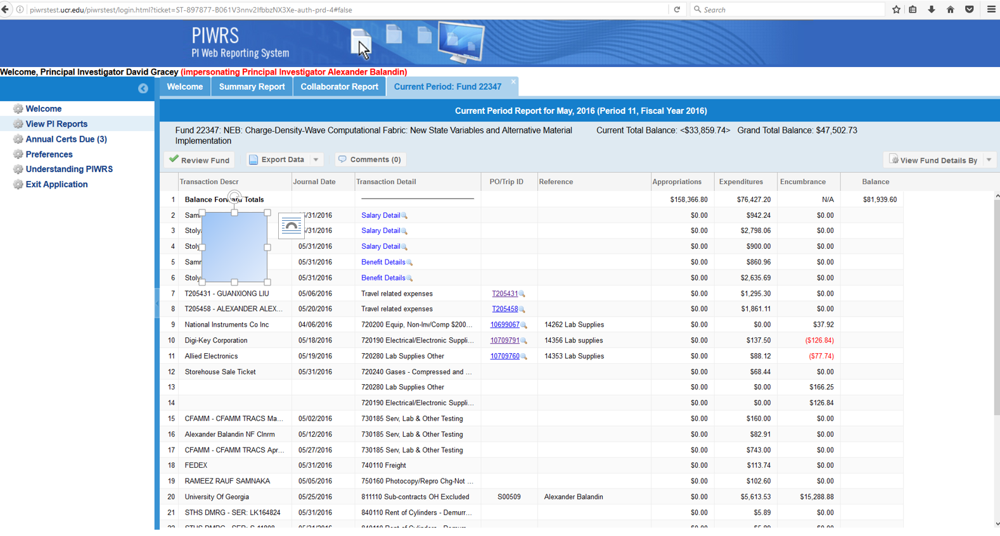 piwrstest.ucr.edu/piwrstest/login.html?ticket=ST-897877-B061V3nnv2IfbbzNX3Xe-auth-prd-4#false Search
PIWRS
PI Web Reporting System
Welcome, Principal Investigator David Gracey (impersonating Principal Investigator Alexander Balandin)
Welcome Summary Report Collaborator Report Current Period: Fund 22347
Welcome
View PI Reports
Annual Certs Due (3)
Preferences
Understanding PIWRS
Exit Application
Current Period Report for May, 2016 (Period 11, Fiscal Year 2016)
Fund 22347: NEB: Charge-Density-Wave Computational Fabric: New State Variables and Alternative Material Current Total Balance: <$33,859.74> Grand Total Balance: $47,502.73
Implementation
Review Fund Export Data Comments (0) View Fund Details By
Transaction Descr Journal Date Transaction Detail PO/Trip ID Reference Appropriations Expenditures Encumbrance Balance
1 Balance Forward Totals $158,366.80 $76,427.20 N/A $81,939.60
2 Sam /31/2016 Salary Detail $0.00 $942.24 $0.00
3 Stoly /31/2016 Salary Detail $0.00 $2,798.06 $0.00
4 Stoly 05/31/2016 Salary Detail $0.00 $900.00 $0.00
5 Samn 05/31/2016 Benefit Details $0.00 $860.96 $0.00
6 Stoly 05/31/2016 Benefit Details $0.00 $2,635.69 $0.00
7 T205431 - GUANXIONG LIU 05/06/2016 Travel related expenses T205431 $0.00 $1,295.30 $0.00
8 T205458 - ALEXANDER ALEX... 05/20/2016 Travel related expenses T205458 $0.00 $1,861.11 $0.00
9 National Instruments Co Inc 04/06/2016 720200 Equip, Non-Inv/Comp $200... 10699067 14262 Lab Supplies $0.00 $0.00 $37.92
10 Digi-Key Corporation 05/18/2016 720190 Electrical/Electronic Suppli... 10709791 14356 Lab supplies $0.00 $137.50 ($126.84)
11 Allied Electronics 05/19/2016 720280 Lab Supplies Other 10709760 14353 Lab Supplies $0.00 $88.12 ($77.74)
12 Storehouse Sale Ticket 05/31/2016 720240 Gases - Compressed and ... $0.00 $68.44 $0.00
13 720280 Lab Supplies Other $0.00 $0.00 $166.25
14 720190 Electrical/Electronic Suppli... $0.00 $0.00 $126.84
15 CFAMM - CFAMM TRACS Ma... 05/02/2016 730185 Serv, Lab & Other Testing $0.00 $160.00 $0.00
16 Alexander Balandin NF Clnrm 05/12/2016 730185 Serv, Lab & Other Testing $0.00 $82.91 $0.00
17 CFAMM - CFAMM TRACS Apr... 05/27/2016 730185 Serv, Lab & Other Testing $0.00 $743.00 $0.00
18 FEDEX 05/31/2016 740110 Freight $0.00 $113.74 $0.00
19 RAMEEZ RAUF SAMNAKA 05/05/2016 750160 Photocopy/Repro Chg-Not ... $0.00 $102.60 $0.00
20 University Of Georgia 05/25/2016 811110 Sub-contracts OH Excluded S00509 Alexander Balandin $0.00 $5,613.53 $15,288.88
21 STHS DMRG - SER: LK164824 05/31/2016 840110 Rent of Cylinders - Demurr... $0.00 $5.89 $0.00